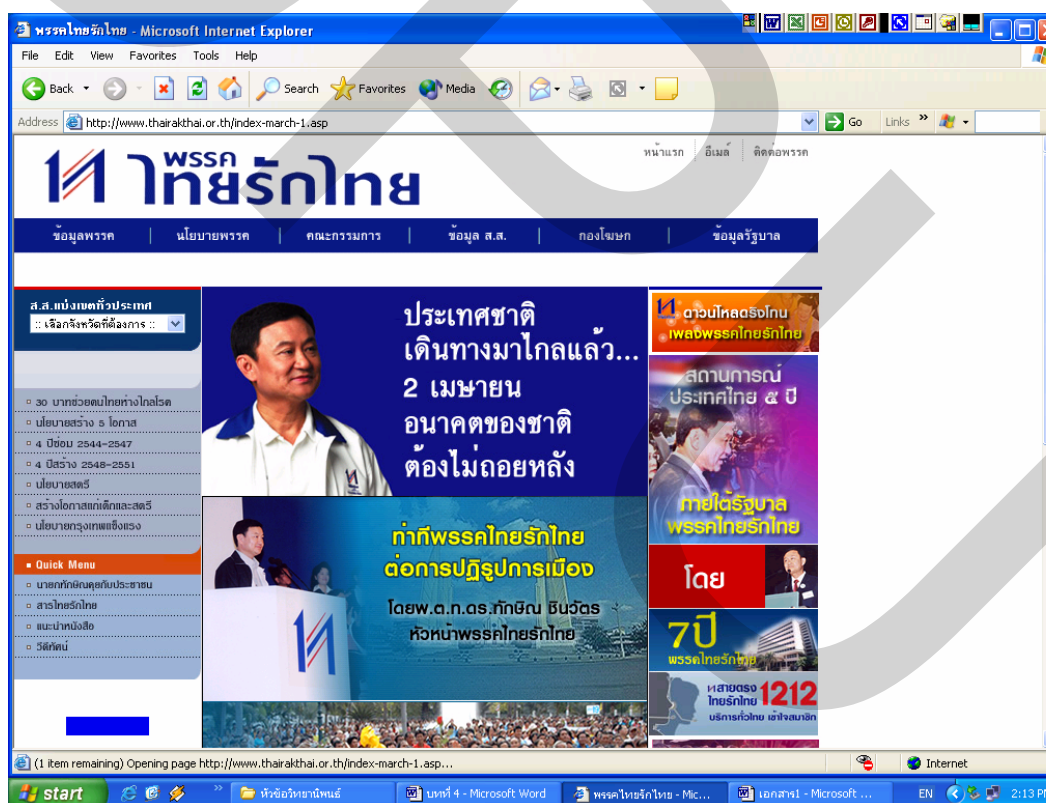 พรรคไทยรักไทย - Microsoft Internet Explorer
File Edit View Favorites Tools Help
Back Search Favorites Media
Address http://www.thairakthai.or.th/index-march-1.asp Go Links
พรรค
ไทยรักไทย
หน้าแรก อีเมล์ ติดต่อพรรค
ข้อมูลพรรค | นโยบายพรรค | คณะกรรมการ | ข้อมูล ส.ส. | กองโฆษก | ข้อมูลรัฐบาล
ส.ส.แบ่งเขตทั่วประเทศ
:: เลือกจังหวัดที่ต้องการ ::
30 บาทช่วยคนไทยห่างไกลโรค
นโยบายสร้าง 5 โอกาส
4 ปีซ่อม 2544-2547
4 ปีสร้าง 2548-2551
นโยบายสตรี
สร้างโอกาสแก่เด็กและสตรี
นโยบายกรุงเทพแข็งแรง
Quick Menu
นายกทักษิณคุยกับประชาชน
สารไทยรักไทย
แนะนำหนังสือ
วีดีทัศน์
ประเทศชาติ
เดินทางมาไกลแล้ว...
2 เมษายน
อนาคตของชาติ
ต้องไม่ถอยหลัง
ท่าทีพรรคไทยรักไทย
ต่อการปฏิรูปการเมือง
โดยพ.ต.ท.ดร.ทักษิณ ชินวัตร
หัวหน้าพรรคไทยรักไทย
ดาวน์โหลดริงโทน
เพลงพรรคไทยรักไทย
สถานการณ์
ประเทศไทย ๕ ปี
ภายใต้รัฐบาล
พรรคไทยรักไทย
โดย
7ปี
พรรคไทยรักไทย
สายตรง 1212
ไทยรักไทย
บริการทั่วไทย เข้าใจสมาชิก
(1 item remaining) Opening page http://www.thairakthai.or.th/index-march-1.asp... Internet
start หัวข้อวิทยานิพนธ์ บทที่ 4 - Microsoft Word พรรคไทยรักไทย - Mic... เอกสาร1 - Microsoft ... EN 2:13 PM